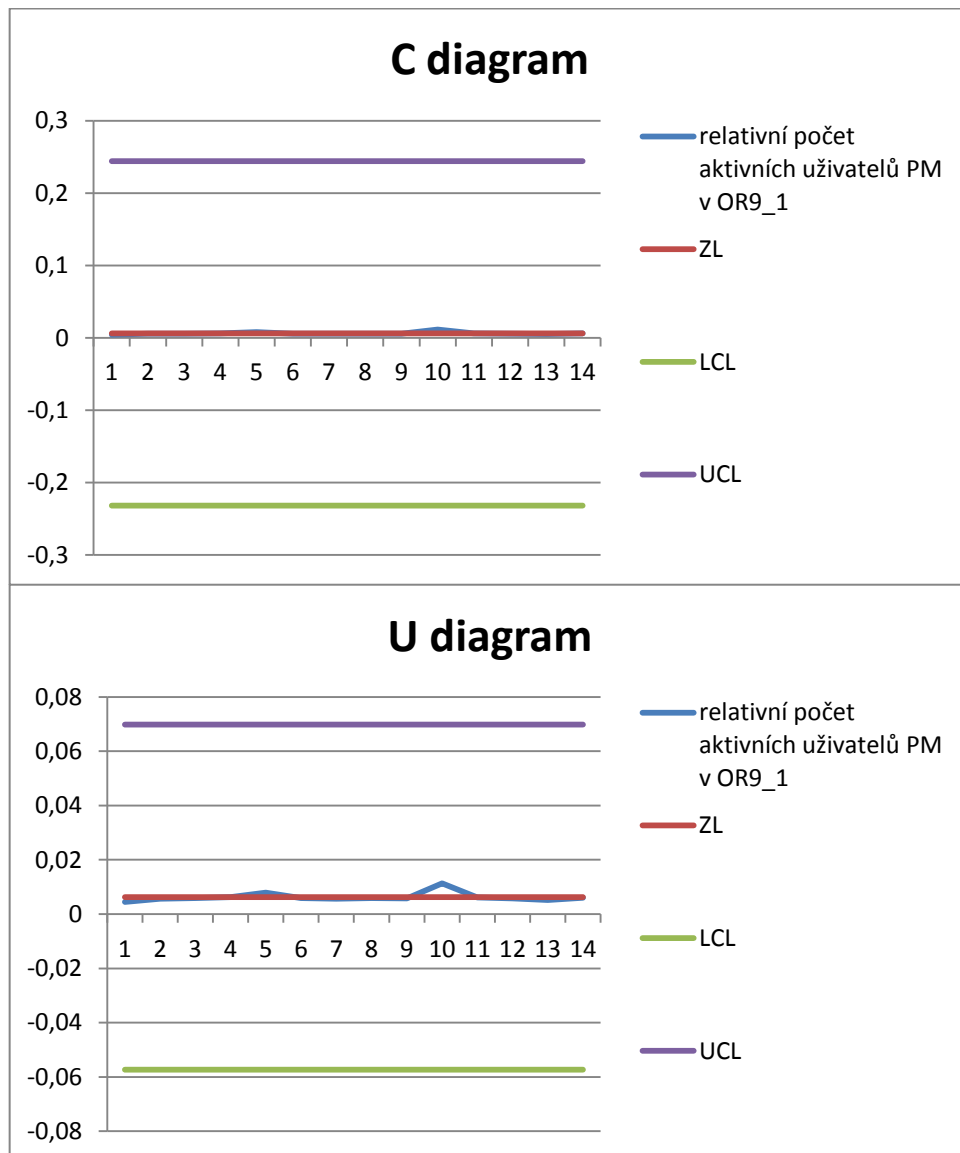 C diagram
0,3
0,2
0,1
0
-0,1
-0,2
-0,3
1 2 3 4 5 6 7 8 9 10 11 12 13 14
relativní počet
aktivních uživatelů PM
v OR9_1
ZL
LCL
UCL
U diagram
0,08
0,06
0,04
0,02
0
-0,02
-0,04
-0,06
-0,08
1 2 3 4 5 6 7 8 9 10 11 12 13 14
relativní počet
aktivních uživatelů PM
v OR9_1
ZL
LCL
UCL